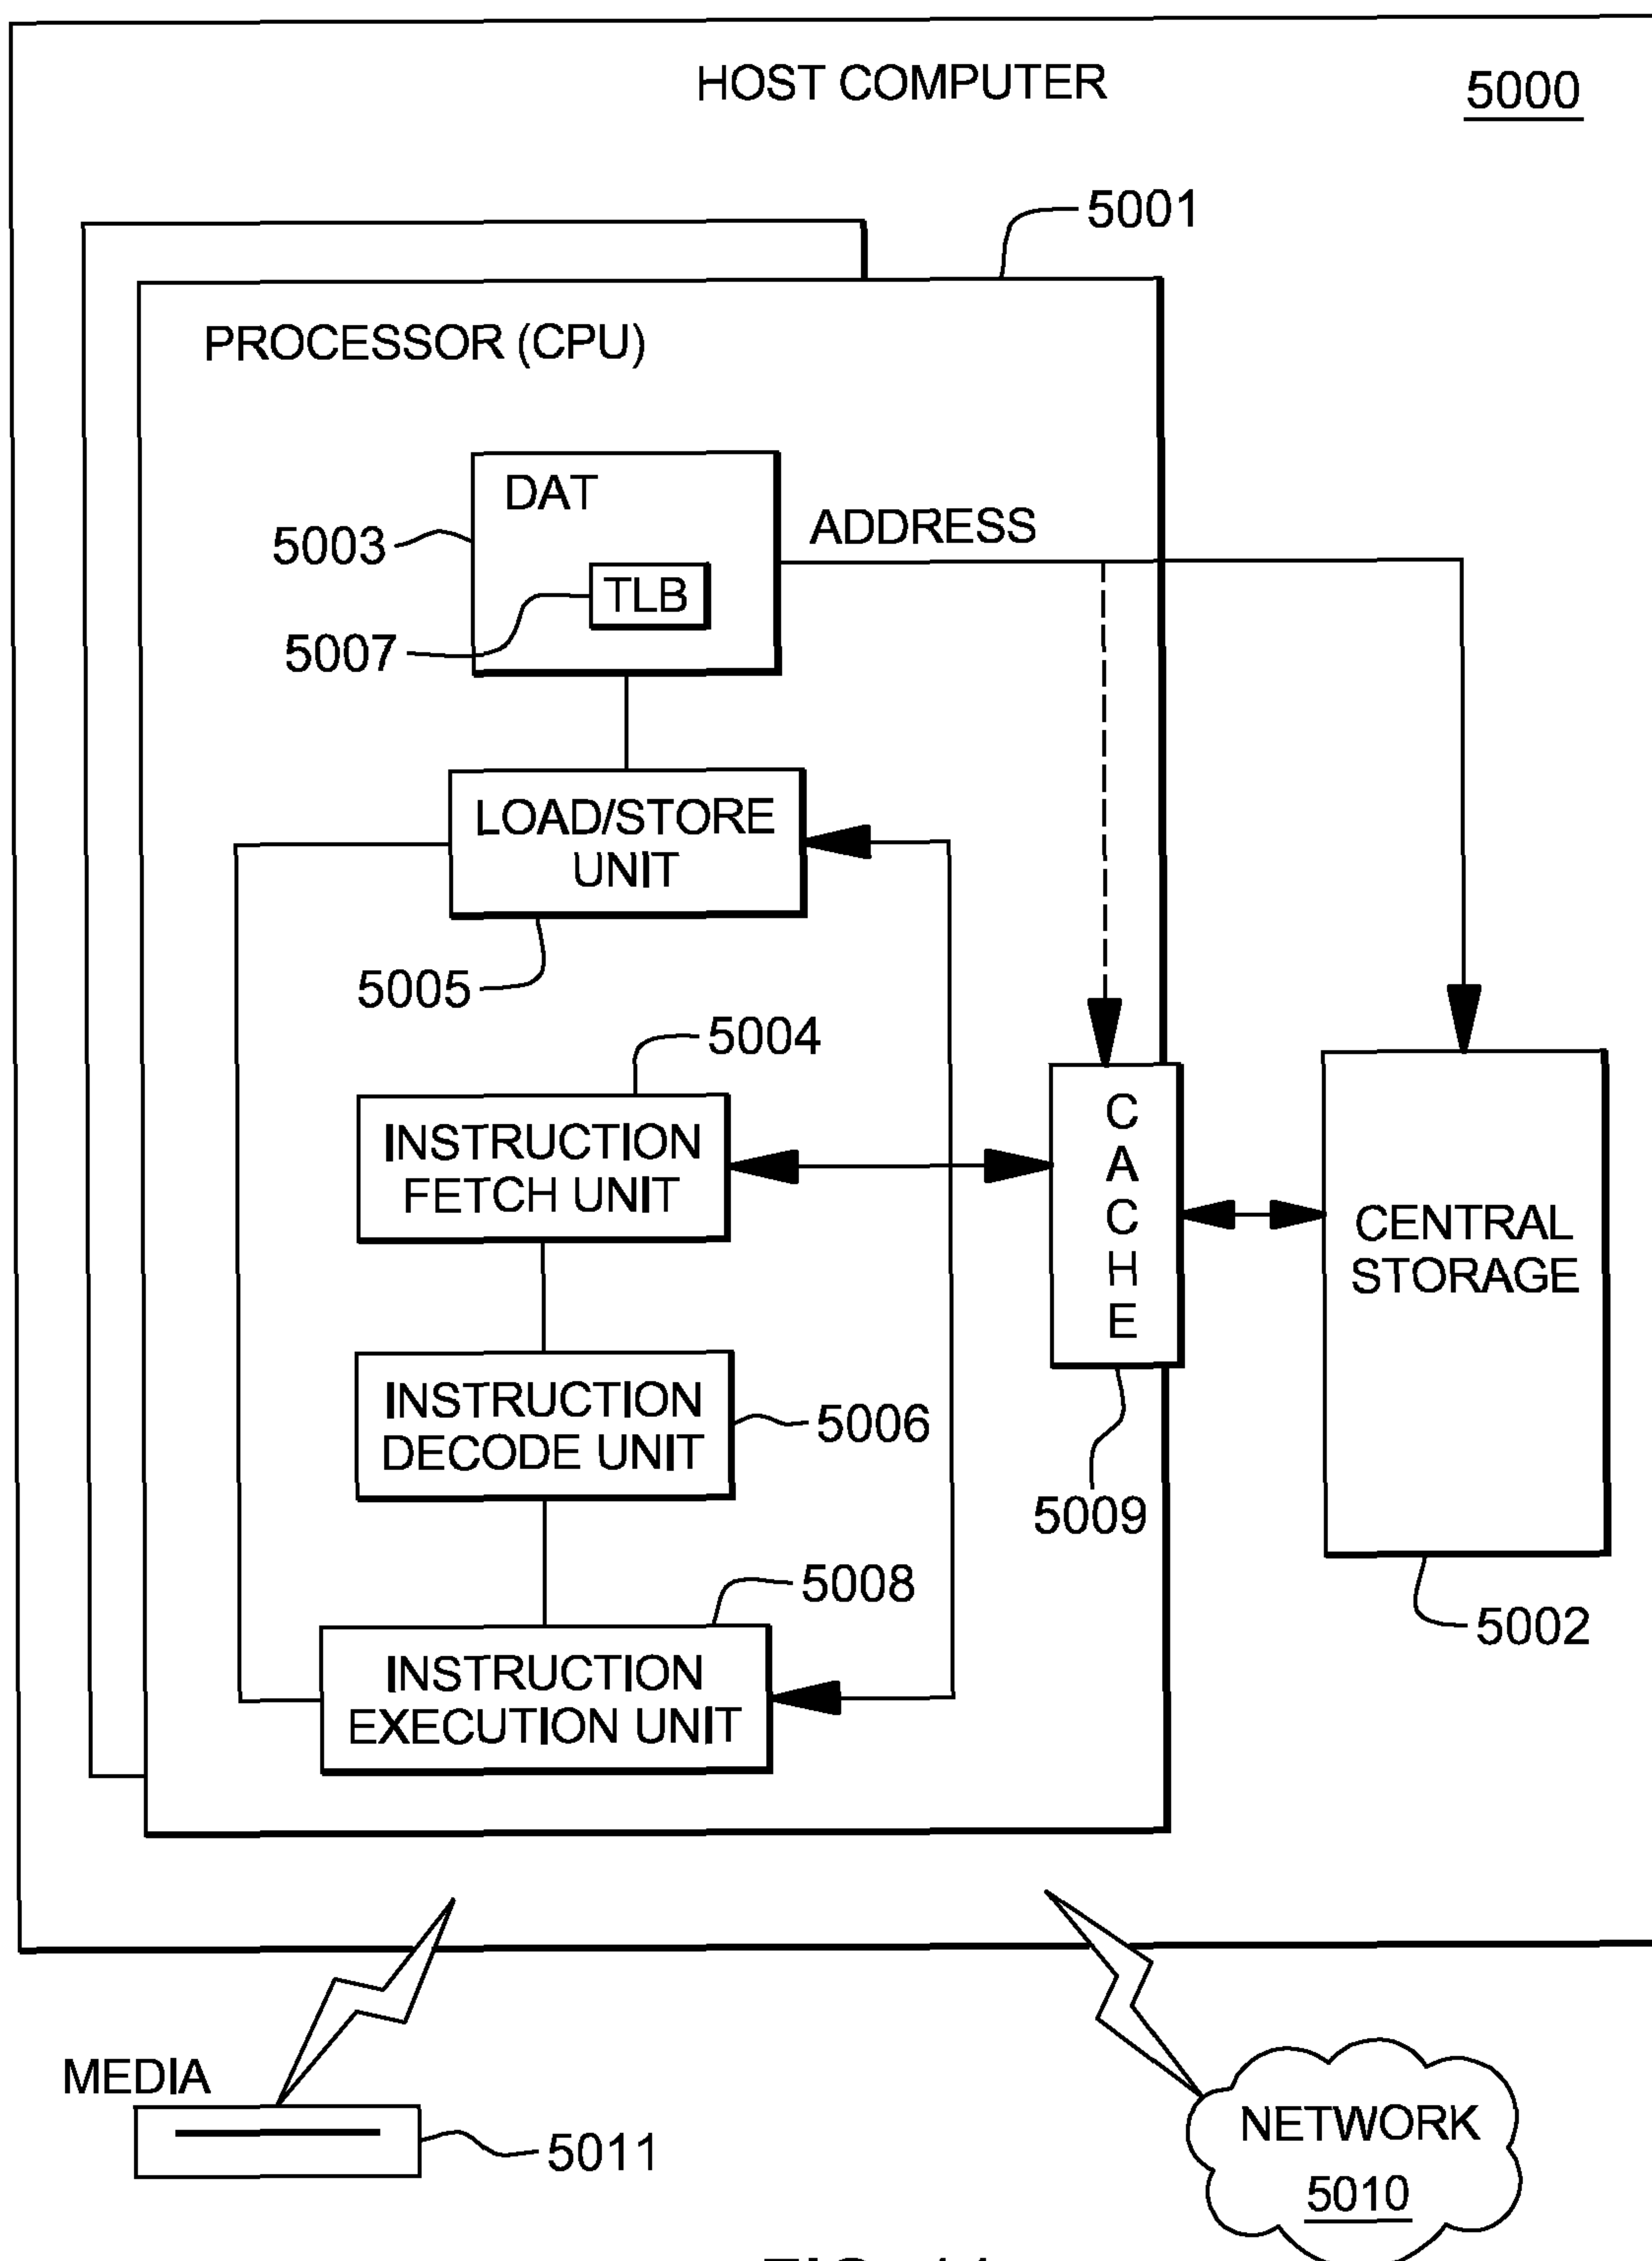 HOST COMPUTER
5000
5001
PROCESSOR (CPU)
DAT
ADDRESS
5003
TLB
5007
LOAD/STORE
UNIT
5005
5004
INSTRUCTION
FETCH UNIT
CACHE
CENTRAL
STORAGE
INSTRUCTION
DECODE UNIT
5006
5009
5008
5002
INSTRUCTION
EXECUTION UNIT
MEDIA
5011
NETWORK
5010